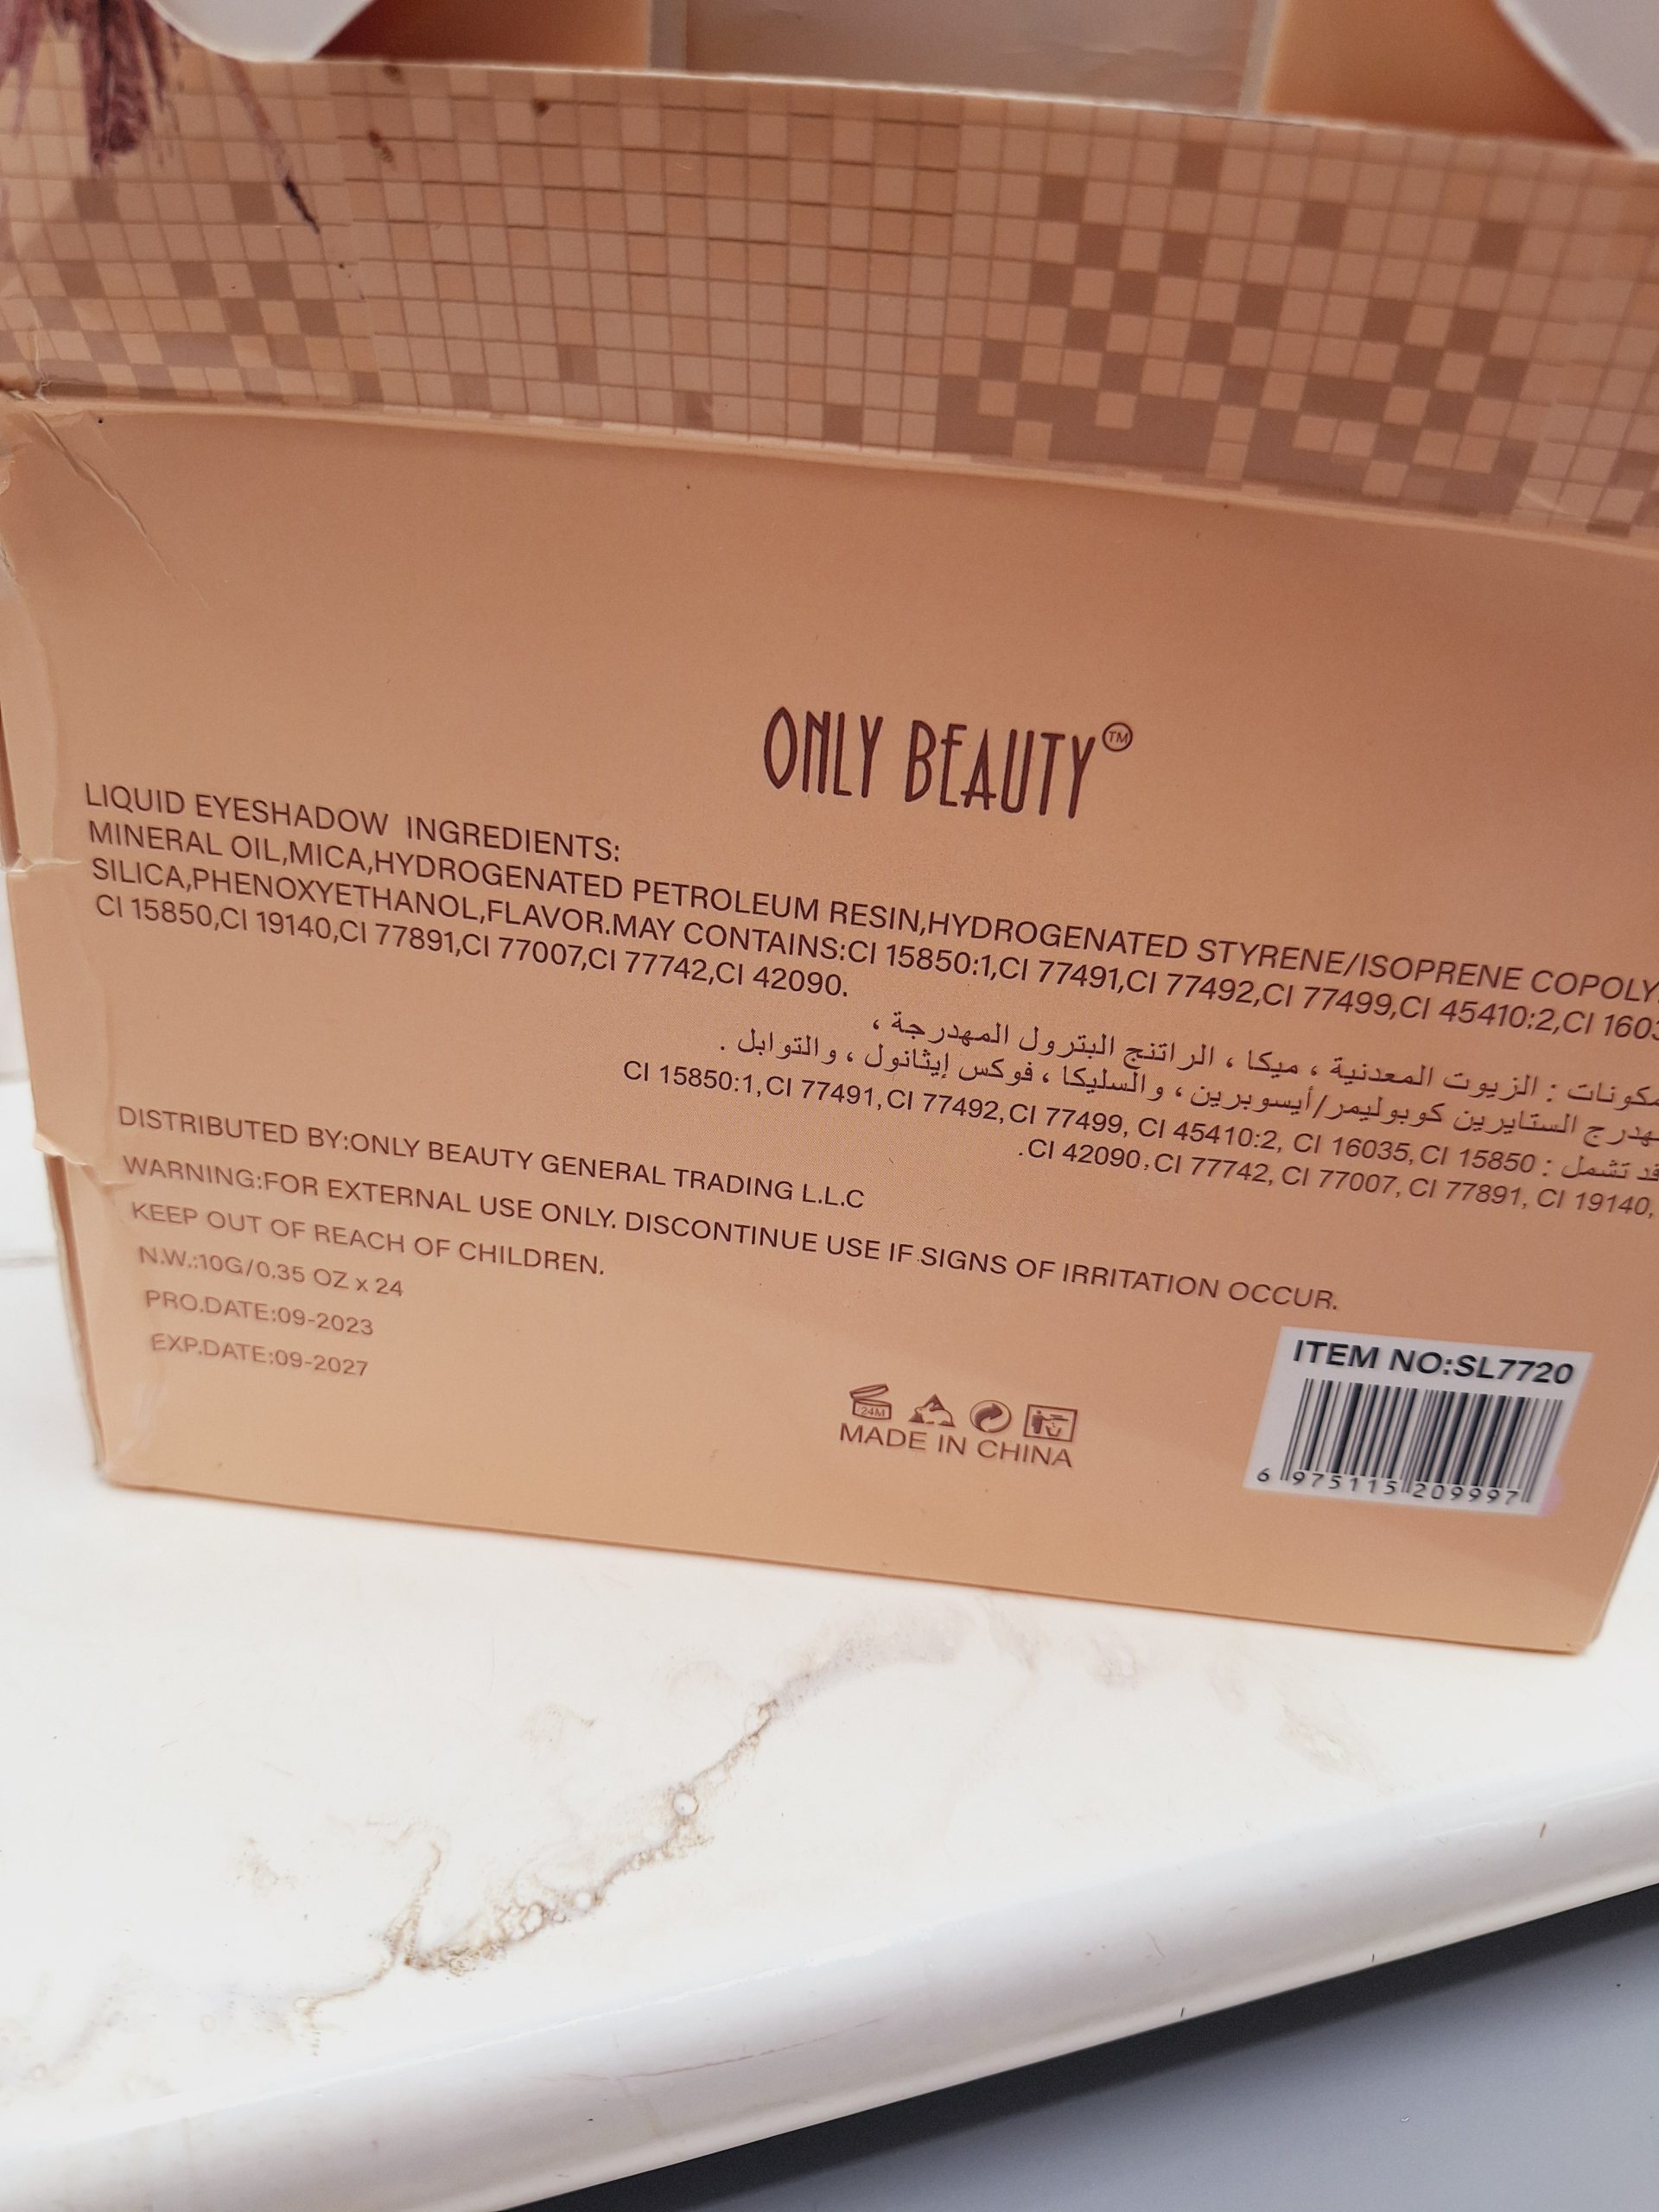 ONLY BEAUTY™
LIQUID EYESHADOW INGREDIENTS:
MINERAL OIL,MICA,HYDROGENATED PETROLEUM RESIN,HYDROGENATED STYRENE/ISOPRENE
SILICA,PHENOXYETHANOL,FLAVOR.MAY CONTAINS:CI 15850:1,CI 77491,CI 77492,CI 77499,CI 45410:2,CI
CI 15850,CI 19140,CI 77891,CI 77007,CI 77742,CI 42090.
: الزيوت المعدنية ، ميكا ، الراتنج البترول المهدرجة ،
الستايرين كوبوليمر/أيسوبرين، والسليكا ، فوكس إيثانول ، والتوابل .
قد تشمل : CI 15850:1,CI 77491,CI 77492,CI 77499, CI 45410:2, CI 16035,CI 15850
.CI 42090,CI 77742, CI 77007, CI 77891, CI 19140,
DISTRIBUTED BY:ONLY BEAUTY GENERAL TRADING L.L.C
WARNING:FOR EXTERNAL USE ONLY. DISCONTINUE USE IF SIGNS OF IRRITATION OCCUR.
KEEP OUT OF REACH OF CHILDREN.
N.W.:10G/0.35 OZ x 24
PRO.DATE:09-2023
EXP.DATE:09-2027
24M
MADE IN CHINA
ITEM NO:SL7720
6 975115 209997